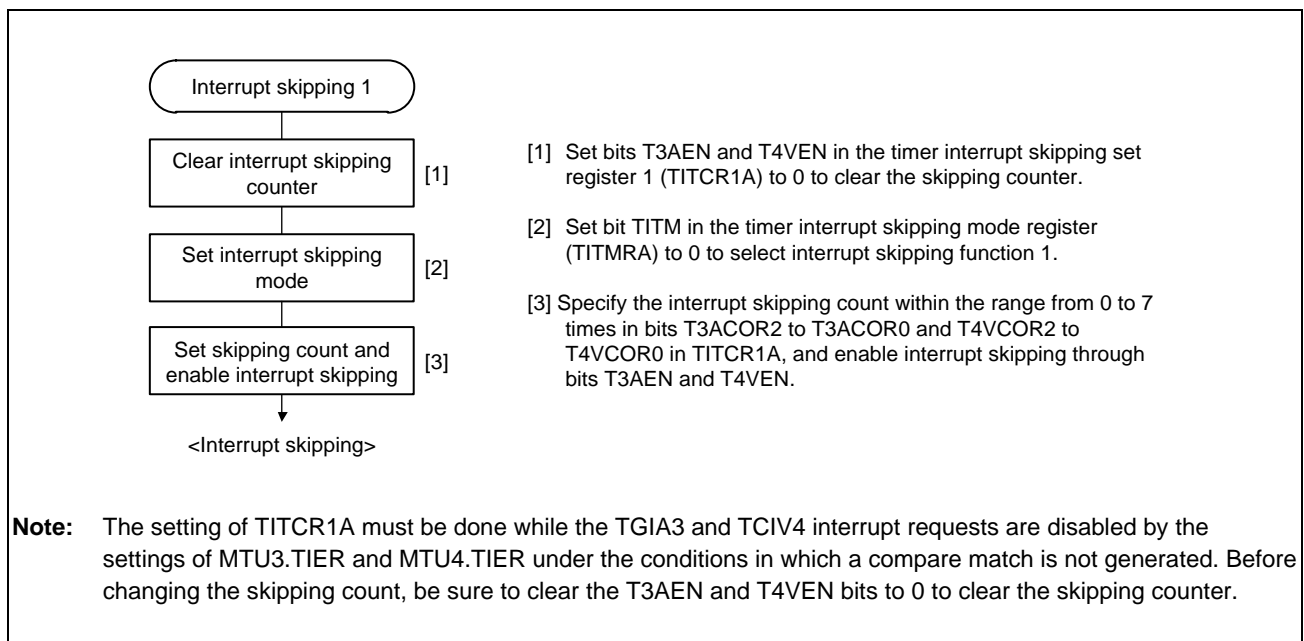 Interrupt skipping 1
Clear interrupt skipping
counter
[1]
Set interrupt skipping
mode
[2]
Set skipping count and
enable interrupt skipping
[3]
<Interrupt skipping>
[1] Set bits T3AEN and T4VEN in the timer interrupt skipping set
register 1 (TITCR1A) to 0 to clear the skipping counter.
[2] Set bit TITM in the timer interrupt skipping mode register
(TITMRA) to 0 to select interrupt skipping function 1.
[3] Specify the interrupt skipping count within the range from 0 to 7
times in bits T3ACOR2 to T3ACOR0 and T4VCOR2 to
T4VCOR0 in TITCR1A, and enable interrupt skipping through
bits T3AEN and T4VEN.
Note: The setting of TITCR1A must be done while the TGIA3 and TCIV4 interrupt requests are disabled by the
settings of MTU3.TIER and MTU4.TIER under the conditions in which a compare match is not generated. Before
changing the skipping count, be sure to clear the T3AEN and T4VEN bits to 0 to clear the skipping counter.